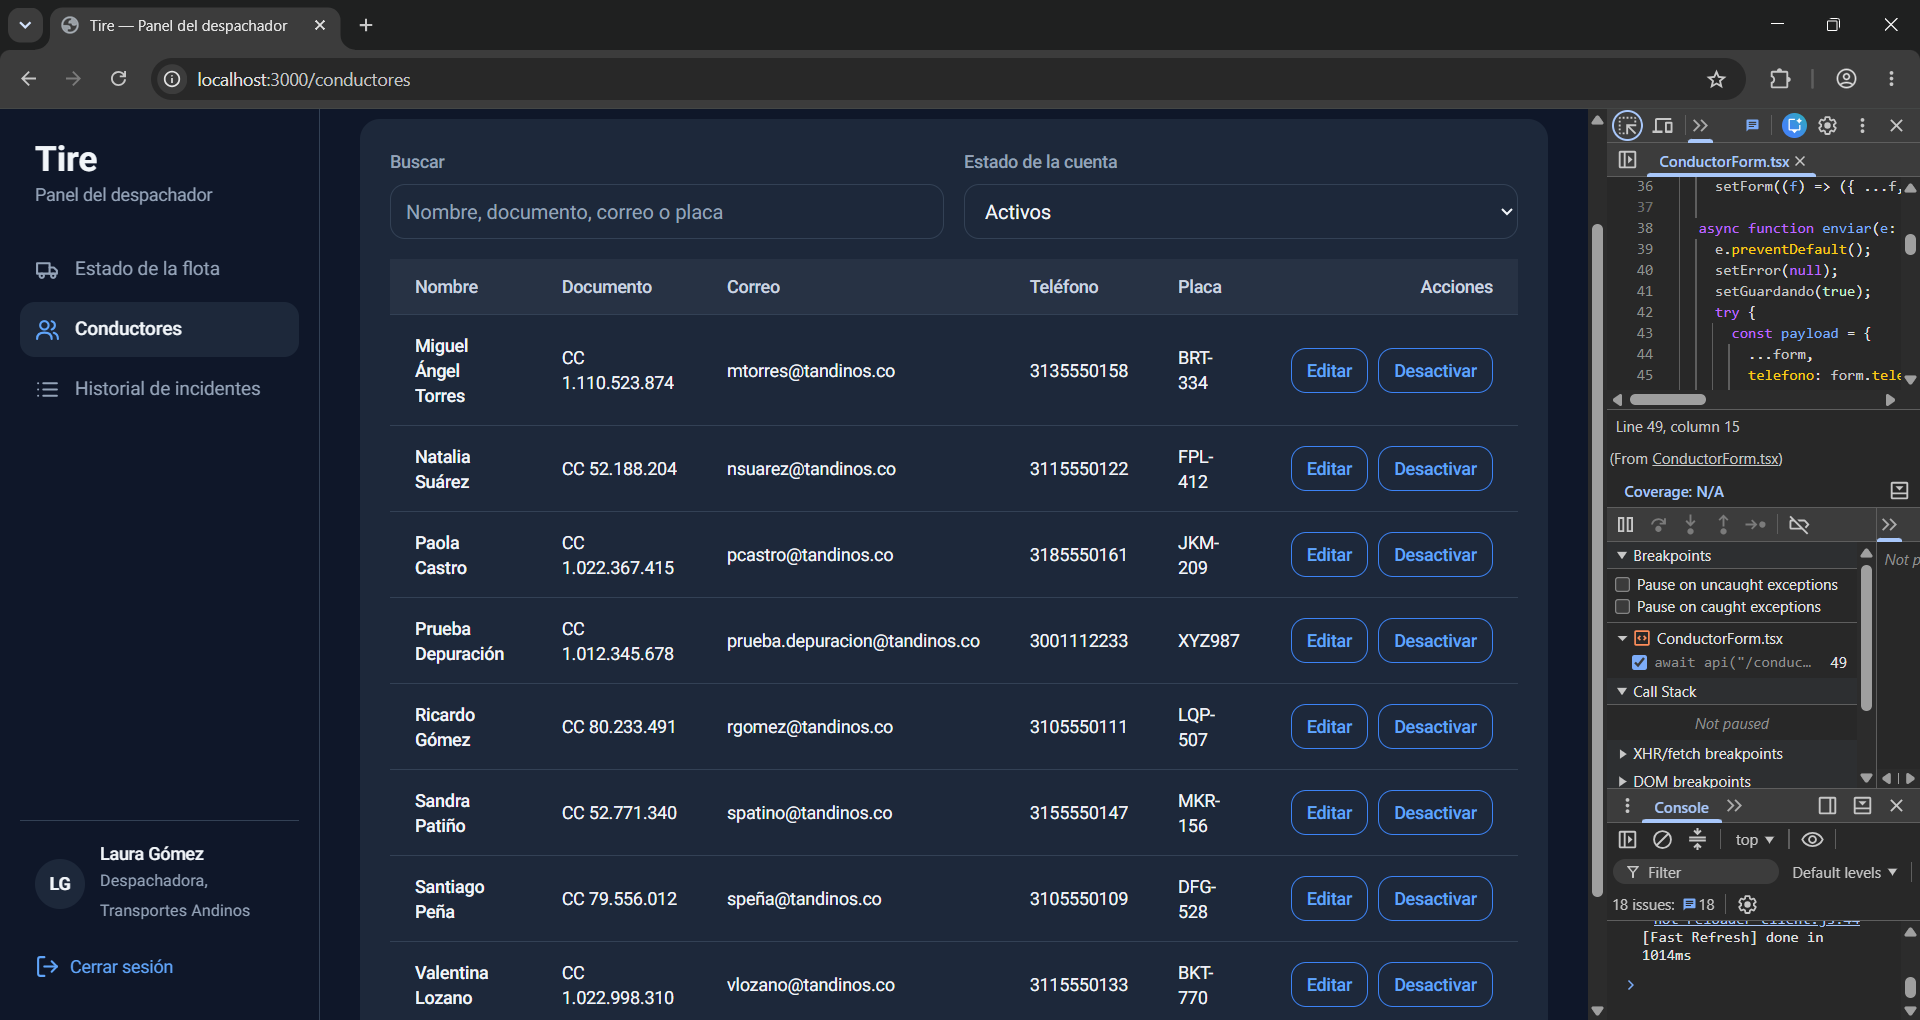 Tire — Panel del despachador
localhost:3000/conductores
Tire
Panel del despachador
Estado de la flota
Conductores
Historial de incidentes
Laura Gómez
Despachadora,
Transportes Andinos
LG
Cerrar sesión
Buscar
Nombre, documento, correo o placa
Estado de la cuenta
Activos
Nombre Documento Correo Teléfono Placa Acciones
Miguel
Ángel
Torres
CC
1.110.523.874
mtorres@tandinos.co
3135550158
BRT-
334
Editar
Desactivar
Natalia
Suárez
CC 52.188.204
nsuarez@tandinos.co
3115550122
FPL-
412
Editar
Desactivar
Paola
Castro
CC
1.022.367.415
pcastro@tandinos.co
3185550161
JKM-
209
Editar
Desactivar
Prueba
Depuración
CC
1.012.345.678
prueba.depuracion@tandinos.co
3001112233
XYZ987
Editar
Desactivar
Ricardo
Gómez
CC 80.233.491
rgomez@tandinos.co
3105550111
LQP-
507
Editar
Desactivar
Sandra
Patiño
CC 52.771.340
spatino@tandinos.co
3155550147
MKR-
156
Editar
Desactivar
Santiago
Peña
CC 79.556.012
speña@tandinos.co
3105550109
DFG-
528
Editar
Desactivar
Valentina
Lozano
CC
1.022.998.310
vlozano@tandinos.co
3115550133
BKT-
770
Editar
Desactivar
ConductorForm.tsx
36 setForm((f) => ({ ...f,
37
38 async function enviar(e:
39 e.preventDefault();
40 setError(null);
41 setGuardando(true);
42 try {
43 const payload = {
44 ...form,
45 telefono: form.tele
Line 49, column 15
(From ConductorForm.tsx)
Coverage: N/A
Breakpoints
Pause on uncaught exceptions
Pause on caught exceptions
ConductorForm.tsx
await api("/conduc... 49
Call Stack
Not paused
XHR/fetch breakpoints
DOM breakpoints
Not p
Console
top
Filter
Default levels
18 issues: 18
[Fast Refresh] done in
1014ms